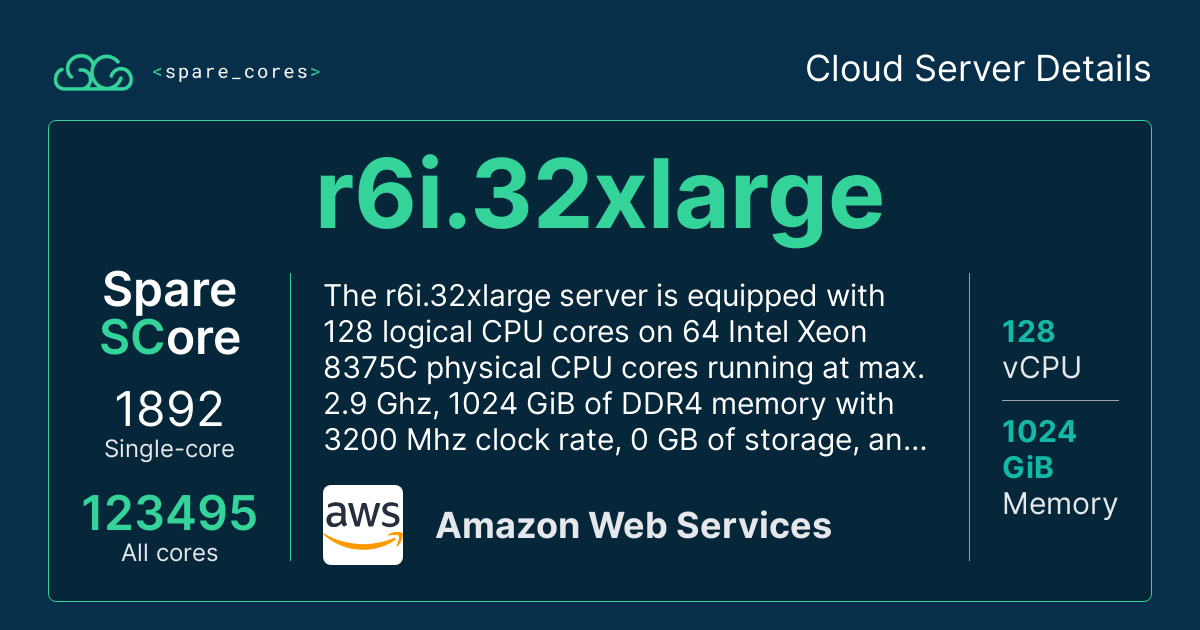 <spare_cores>
Cloud Server Details
r6i.32xlarge
Spare
SCore
1892
Single-core
123495
All cores
The r6i.32xlarge server is equipped with
128 logical CPU cores on 64 Intel Xeon
8375C physical CPU cores running at max.
2.9 Ghz, 1024 GiB of DDR4 memory with
3200 Mhz clock rate, 0 GB of storage, an...
aws
Amazon Web Services
128
vCPU
1024
GiB
Memory